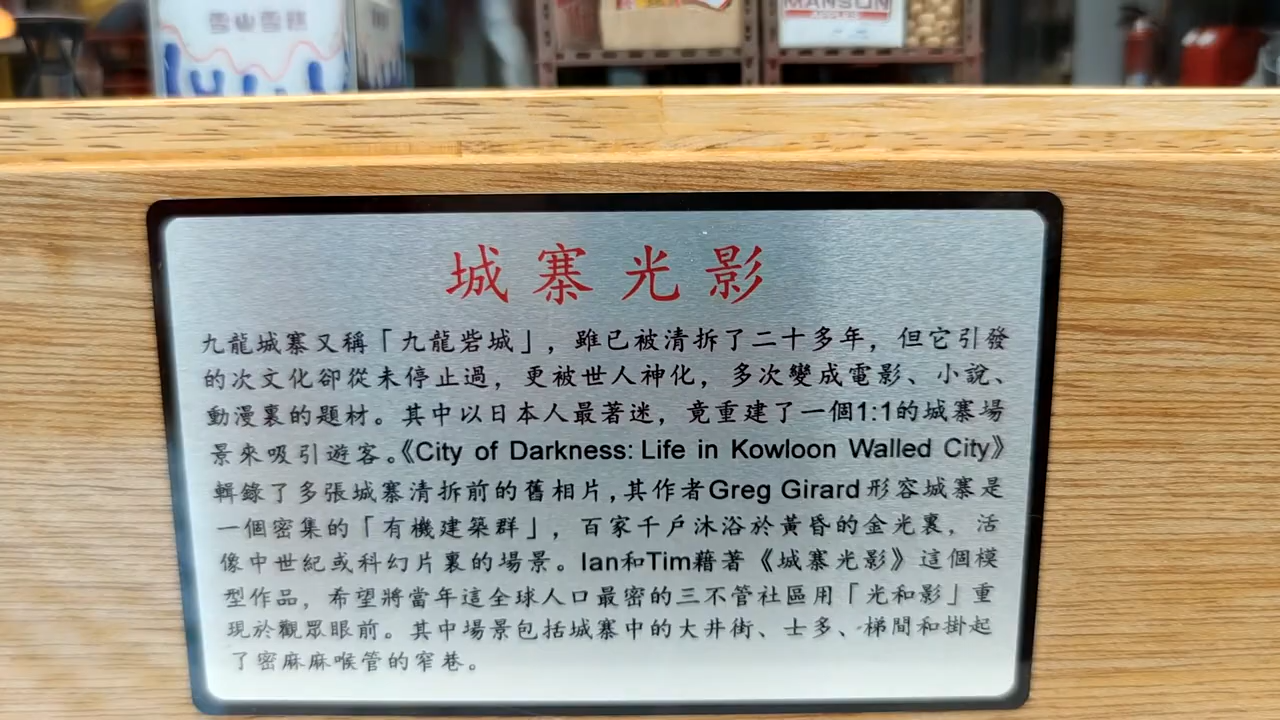 MANSUN
APPLES
城寨光影
九龍城寨又稱「九龍砦城」，雖已被清拆了二十多年，但它引發
的次文化卻從未停止過，更被世人神化，多次變成電影、小說、
動漫裏的題材。其中以日本人最著迷，竟重建了一個1:1的城寨場
景來吸引遊客。《City of Darkness: Life in Kowloon Walled City》
輯錄了多張城寨清拆前的舊相片，其作者Greg Girard形容城寨是
一個密集的「有機建築群」，百家千戶沐浴於黃昏的金光裏，活
像中世紀或科幻片裏的場景。Ian和Tim藉著《城寨光影》這個模
型作品，希望將當年這全球人口最密的三不管社區用「光和影」重
現於觀眾眼前。其中場景包括城寨中的大井街、士多、梯間和掛起
了密麻麻喉管的窄巷。